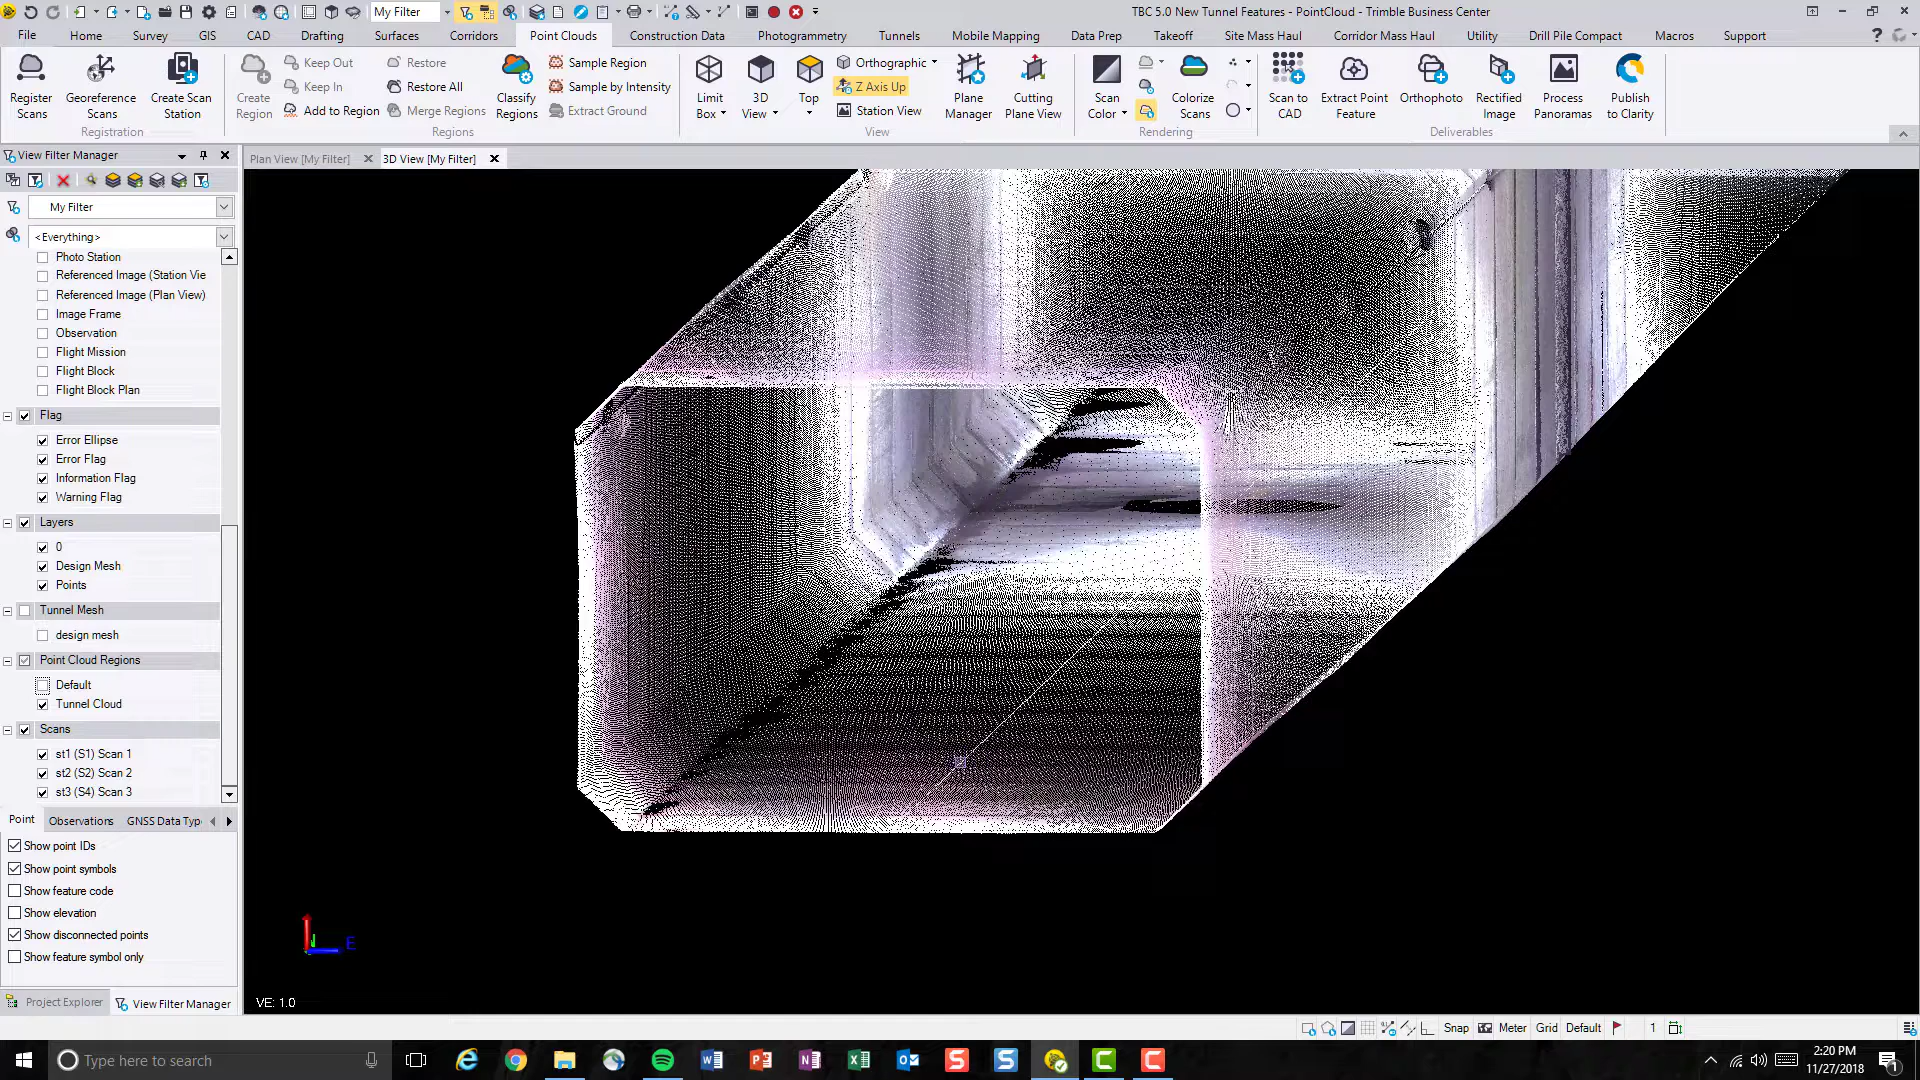 My Filter
TBC 5.0 New Tunnel Features - PointCloud - Trimble Business Center
File Home Survey GIS CAD Drafting Surfaces Corridors Point Clouds Construction Data Photogrammetry Tunnels Mobile Mapping Data Prep Takeoff Site Mass Haul Corridor Mass Haul Utility Drill Pile Compact Macros Support
Register Scans
Georeference Scans
Create Scan Station
Registration
Create Region
Keep Out
Keep In
Add to Region
Restore
Restore All
Merge Regions
Classify Regions
Sample Region
Sample by Intensity
Extract Ground
Regions
Limit Box
3D View
Top
Orthographic
Z Axis Up
Station View
Plane Manager
Cutting Plane View
View
Scan Color
Colorize Scans
Rendering
Scan to CAD
Extract Point Feature
Orthophoto
Rectified Image
Process Panoramas
Publish to Clarity
Deliverables
View Filter Manager
Plan View [My Filter]
3D View [My Filter]
My Filter
<Everything>
Photo Station
Referenced Image (Station Vie
Referenced Image (Plan View)
Image Frame
Observation
Flight Mission
Flight Block
Flight Block Plan
Flag
Error Ellipse
Error Flag
Information Flag
Warning Flag
Layers
0
Design Mesh
Points
Tunnel Mesh
design mesh
Point Cloud Regions
Default
Tunnel Cloud
Scans
st1 (S1) Scan 1
st2 (S2) Scan 2
st3 (S4) Scan 3
Point Observations GNSS Data Typ
Show point IDs
Show point symbols
Show feature code
Show elevation
Show disconnected points
Show feature symbol only
Project Explorer View Filter Manager
E
VE: 1.0
Snap Meter Grid Default 1
Type here to search
2:20 PM
11/27/2018